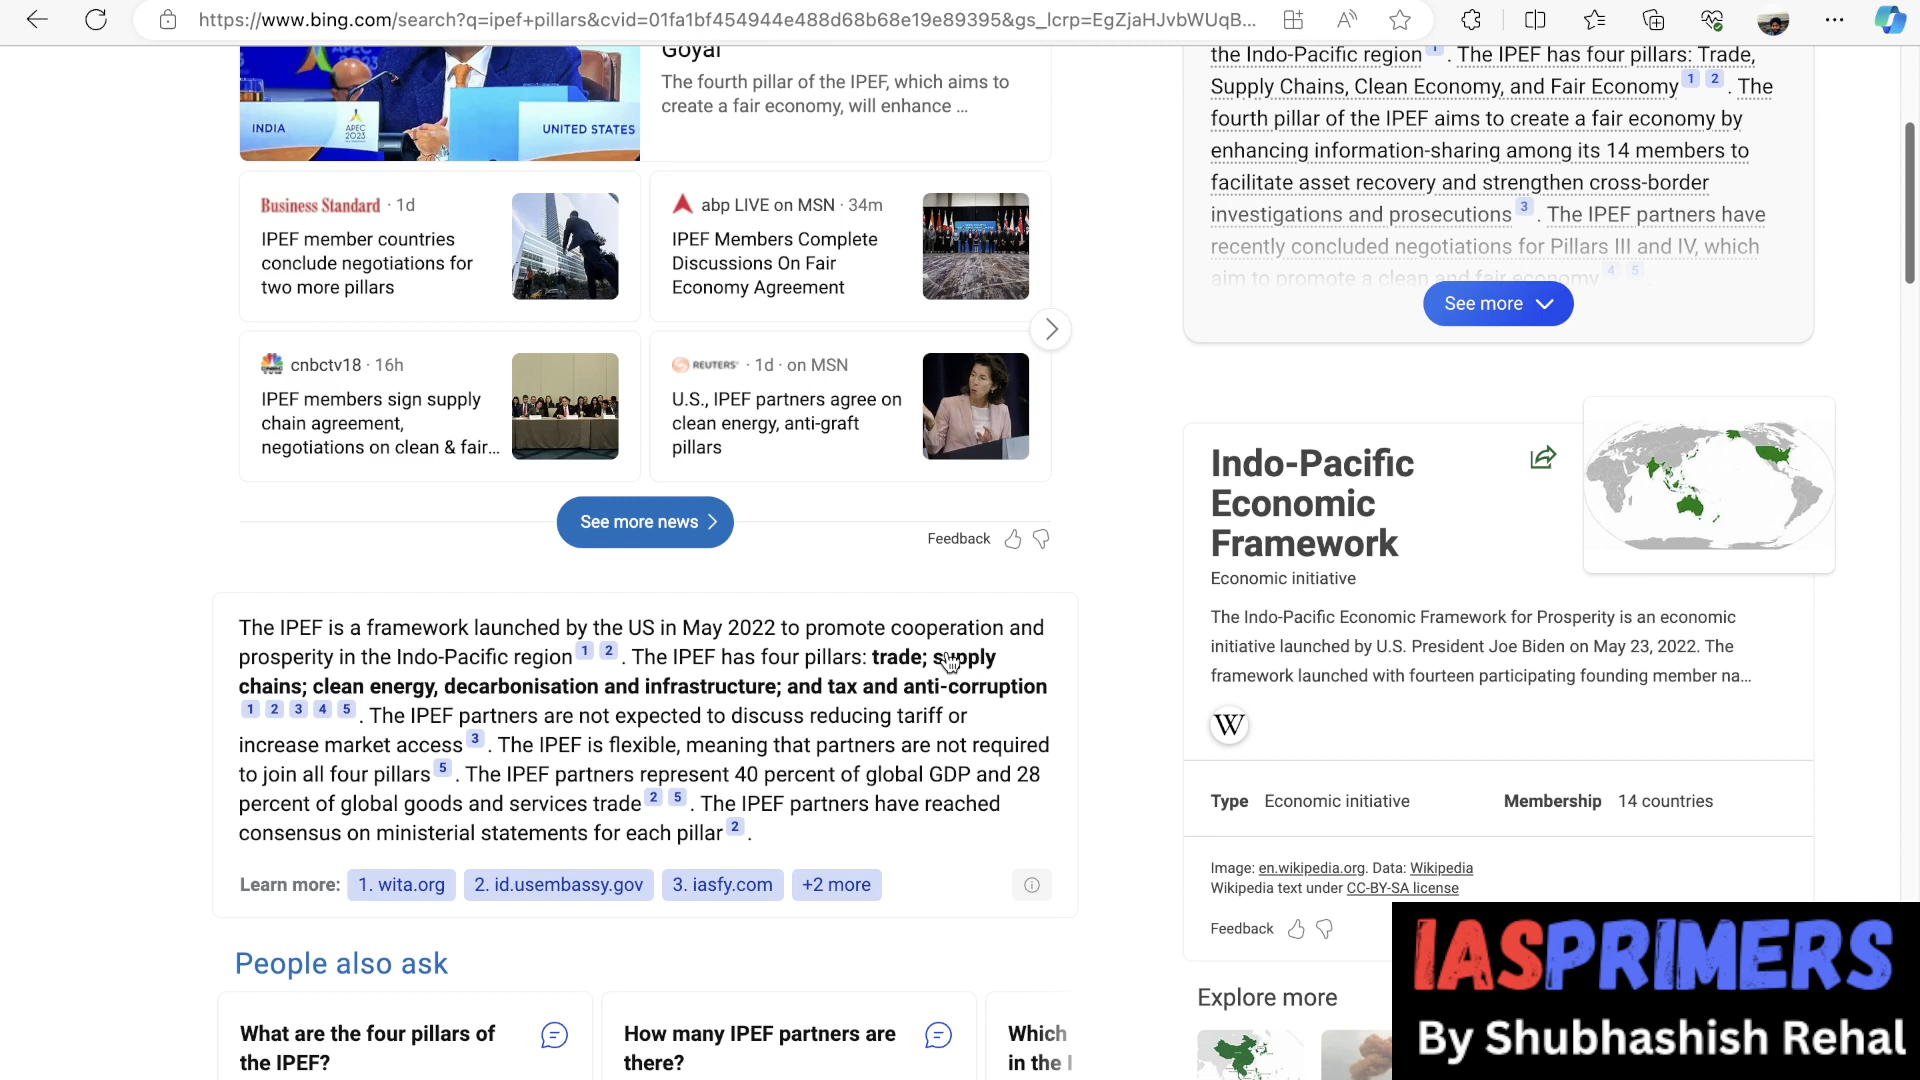 https://www.bing.com/search?q=ipef+pillars&cvid=01fa1bf454944e488d68b68e19e89395&gs_lcrp=EgZjaHJvbWUqB...
Goyal
The fourth pillar of the IPEF, which aims to
create a fair economy, will enhance ...
INDIA
APEC
2023
UNITED STATES
Business Standard · 1d
IPEF member countries
conclude negotiations for
two more pillars
abp LIVE on MSN · 34m
IPEF Members Complete
Discussions On Fair
Economy Agreement
cnbctv18 · 16h
IPEF members sign supply
chain agreement,
negotiations on clean & fair...
REUTERS · 1d · on MSN
U.S., IPEF partners agree on
clean energy, anti-graft
pillars
See more news
Feedback
The IPEF is a framework launched by the US in May 2022 to promote cooperation and
prosperity in the Indo-Pacific region 1 2 . The IPEF has four pillars: trade; supply
chains; clean energy, decarbonisation and infrastructure; and tax and anti-corruption
1 2 3 4 5 . The IPEF partners are not expected to discuss reducing tariff or
increase market access 3 . The IPEF is flexible, meaning that partners are not required
to join all four pillars 5 . The IPEF partners represent 40 percent of global GDP and 28
percent of global goods and services trade 2 5 . The IPEF partners have reached
consensus on ministerial statements for each pillar 2 .
Learn more: 1. wita.org 2. id.usembassy.gov 3. iasfy.com +2 more
People also ask
What are the four pillars of
the IPEF?
How many IPEF partners are
there?
Which
in the
the Indo-Pacific region 1 . The IPEF has four pillars: Trade,
Supply Chains, Clean Economy, and Fair Economy 1 2 . The
fourth pillar of the IPEF aims to create a fair economy by
enhancing information-sharing among its 14 members to
facilitate asset recovery and strengthen cross-border
investigations and prosecutions 3 . The IPEF partners have
recently concluded negotiations for Pillars III and IV, which
aim to promote a clean and fair economy 4 5 .
See more
Indo-Pacific
Economic
Framework
Economic initiative
The Indo-Pacific Economic Framework for Prosperity is an economic
initiative launched by U.S. President Joe Biden on May 23, 2022. The
framework launched with fourteen participating founding member na...
W
Type Economic initiative
Membership 14 countries
Image: en.wikipedia.org. Data: Wikipedia
Wikipedia text under CC-BY-SA license
Feedback
Explore more
IASPRIMERS
By Shubhashish Rehal